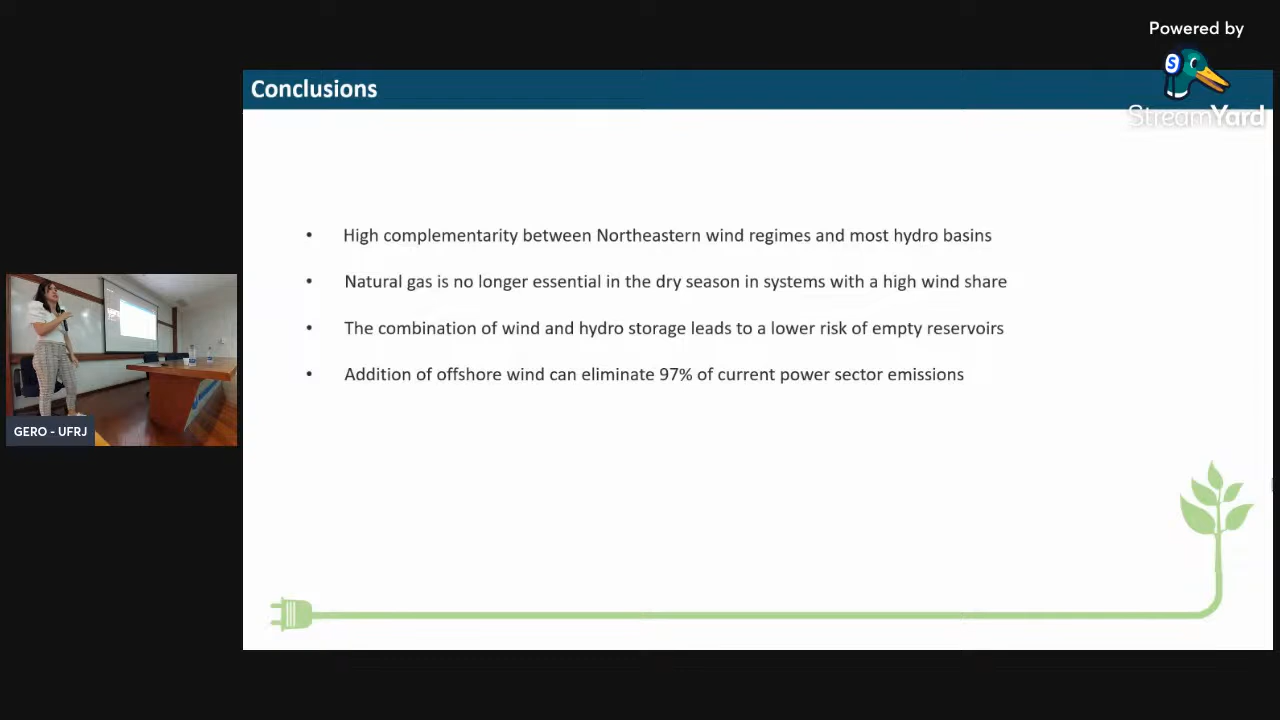 Powered by
StreamYard
Conclusions
• High complementarity between Northeastern wind regimes and most hydro basins
• Natural gas is no longer essential in the dry season in systems with a high wind share
• The combination of wind and hydro storage leads to a lower risk of empty reservoirs
• Addition of offshore wind can eliminate 97% of current power sector emissions
GERO - UFRJ